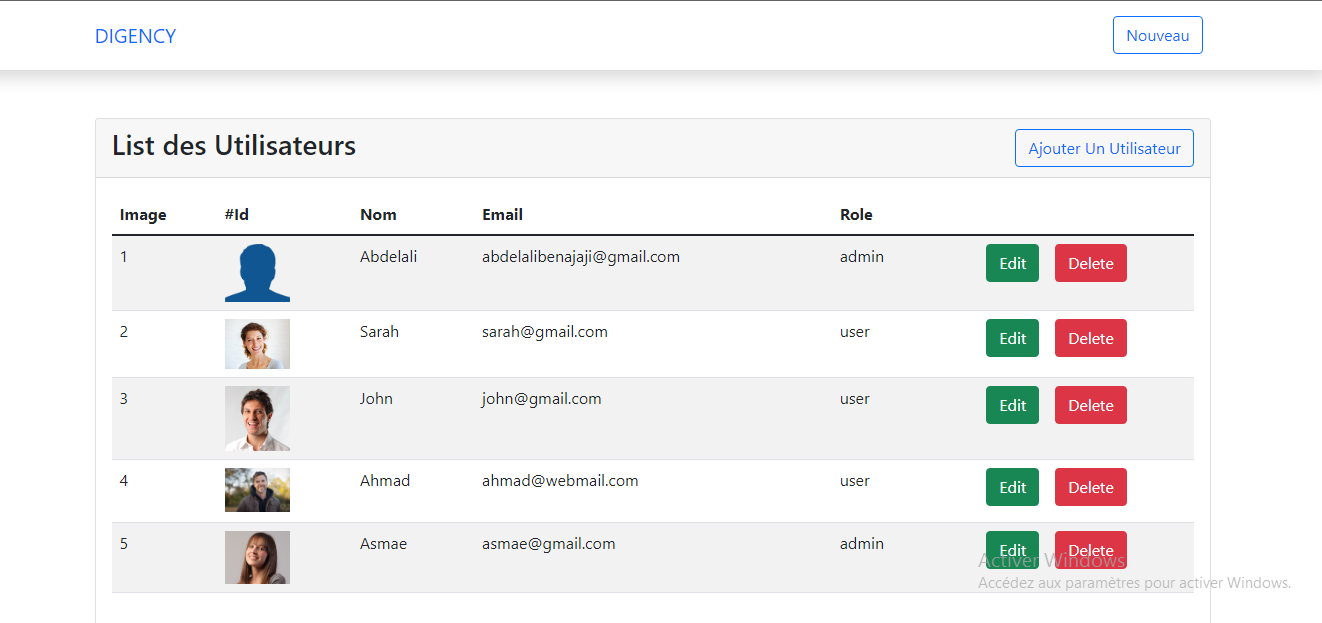 DIGENCY Nouveau
List des Utilisateurs Ajouter Un Utilisateur
Image #Id Nom Email Role
1 Abdelali abdelalibenajaji@gmail.com admin Edit Delete
2 Sarah sarah@gmail.com user Edit Delete
3 John john@gmail.com user Edit Delete
4 Ahmad ahmad@webmail.com user Edit Delete
5 Asmae asmae@gmail.com admin Edit Delete
Activer Windows
Accédez aux paramètres pour activer Windows.